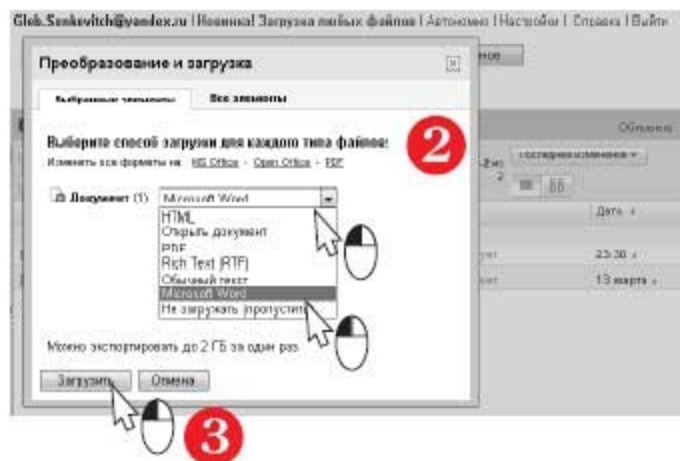 Gleb.Senkevitch@yandex.ru | Новинка! Загрузка любых файлов | Автономно | Настройки | Справка | Выйти
Преобразование и загрузка
Выбранные элементы
Все элементы
Выберите способ загрузки для каждого типа файлов:
Изменить все форматы на: MS Office - Open Office - PDF
2
Последнее изменение
2
Документ (1)
Microsoft Word
HTML
Открыть документ
PDF
Rich Text (RTF)
Обычный текст
Microsoft Word
Не загружать (пропустить
Дата
23:30
13 марта
Можно экспортировать до 2 ГБ за один раз
Загрузить
Отмена
3